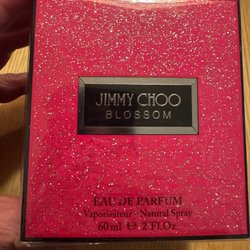 JIMMY CHOO
BLOSSOM
EAU DE PARFUM
Vaporisateur - Natural Spray
60 ml ℮ 2 Fl.Oz.